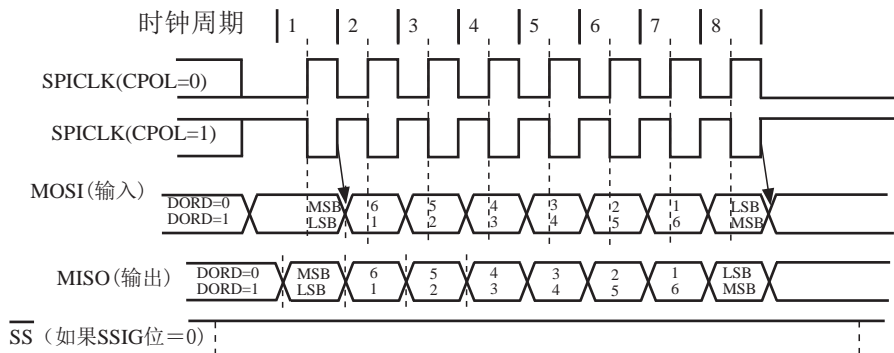 时钟周期 1 2 3 4 5 6 7 8
SPICLK(CPOL=0)
SPICLK(CPOL=1)
MOSI(输入)
DORD=0 MSB 6 5 4 3 2 1 LSB
DORD=1 LSB 1 2 3 4 5 6 MSB
MISO(输出)
DORD=0 MSB 6 5 4 3 2 1 LSB
DORD=1 LSB 1 2 3 4 5 6 MSB
SS(如果SSIG位=0)